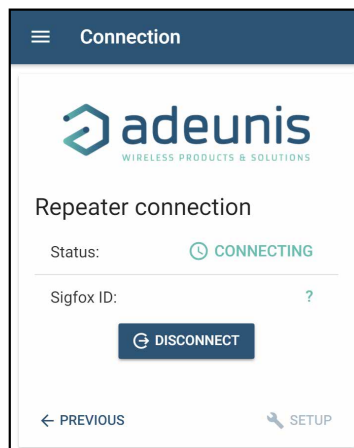 Connection
adeunis
WIRELESS PRODUCTS & SOLUTIONS
Repeater connection
Status: CONNECTING
Sigfox ID: ?
DISCONNECT
PREVIOUS SETUP